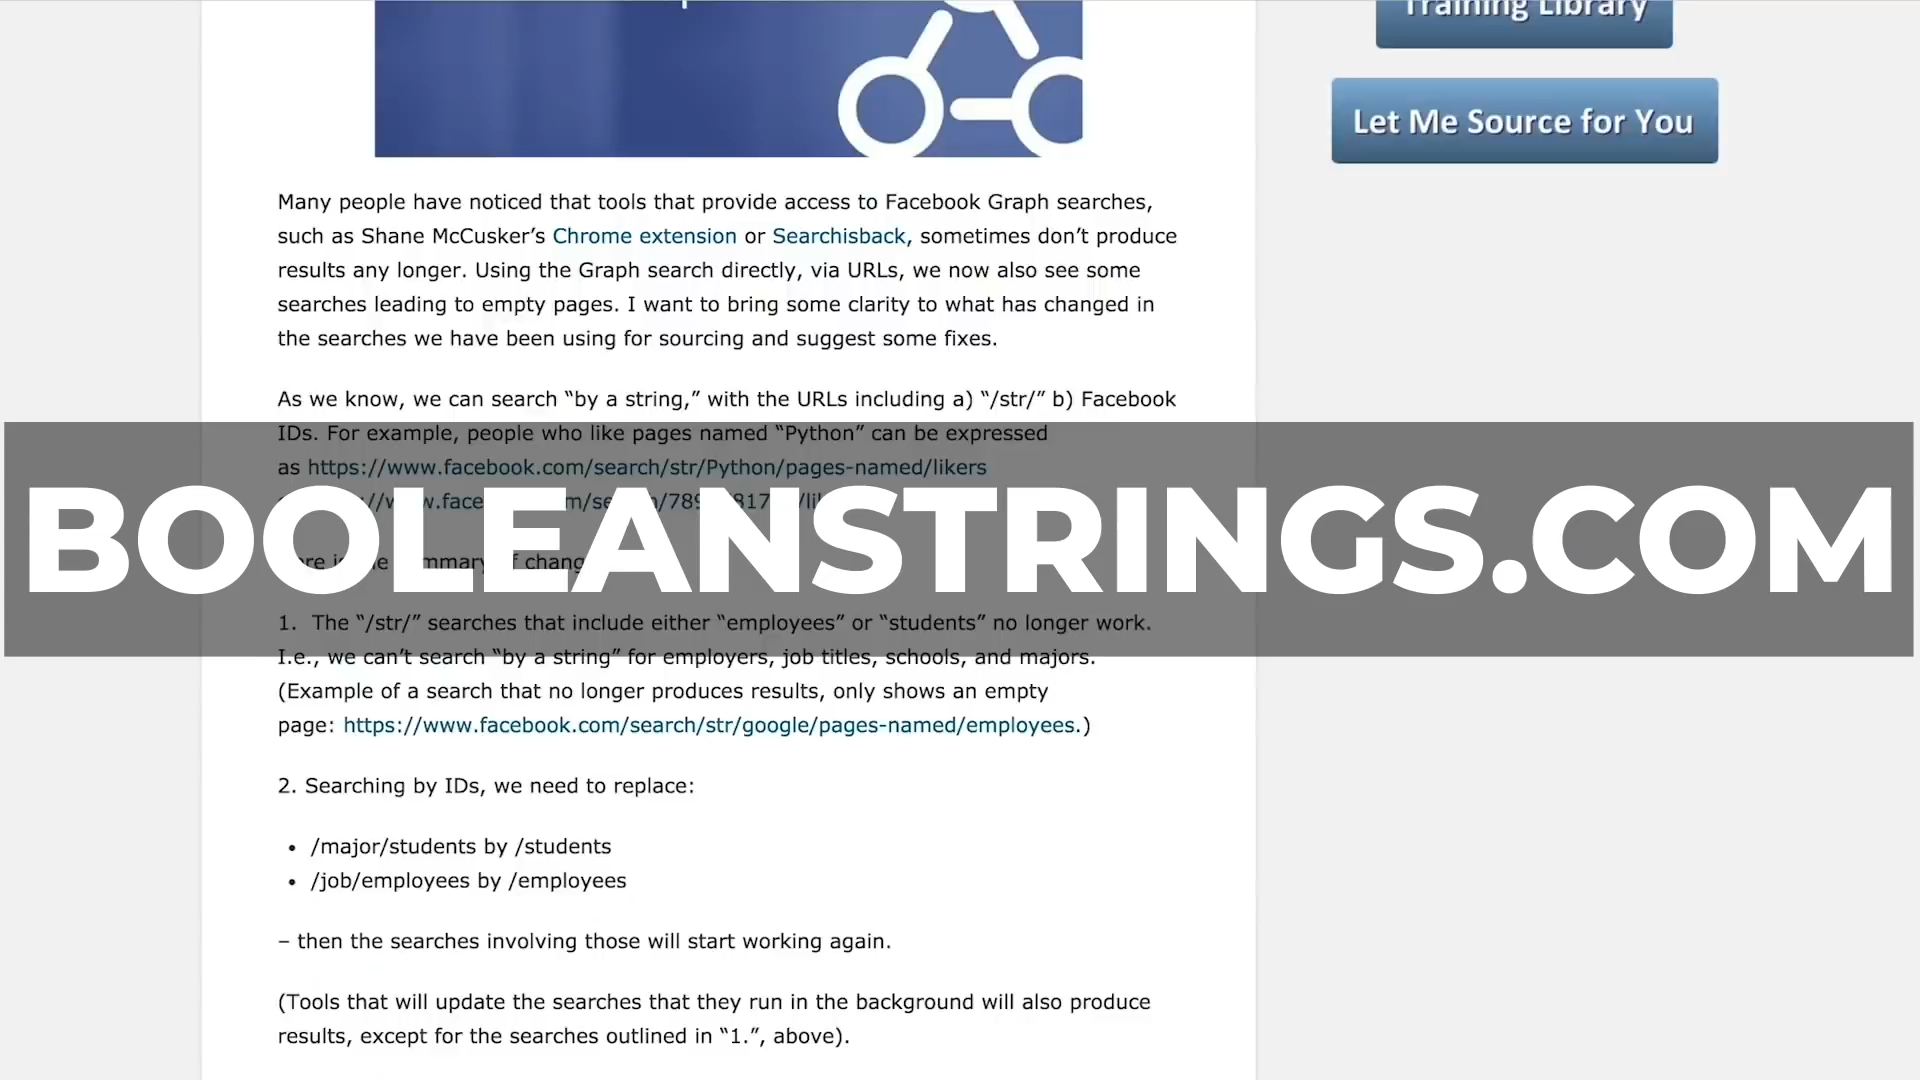 Training Library
Let Me Source for You
Many people have noticed that tools that provide access to Facebook Graph searches,
such as Shane McCusker’s Chrome extension or Searchisback, sometimes don’t produce
results any longer. Using the Graph search directly, via URLs, we now also see some
searches leading to empty pages. I want to bring some clarity to what has changed in
the searches we have been using for sourcing and suggest some fixes.
As we know, we can search “by a string,” with the URLs including a) “/str/” b) Facebook
IDs. For example, people who like pages named “Python” can be expressed
as https://www.facebook.com/search/str/Python/pages-named/likers
BOOLEANSTRINGS.COM
1. The “/str/” searches that include either “employees” or “students” no longer work.
I.e., we can’t search “by a string” for employers, job titles, schools, and majors.
(Example of a search that no longer produces results, only shows an empty
page: https://www.facebook.com/search/str/google/pages-named/employees.)
2. Searching by IDs, we need to replace:
• /major/students by /students
• /job/employees by /employees
– then the searches involving those will start working again.
(Tools that will update the searches that they run in the background will also produce
results, except for the searches outlined in “1.”, above).